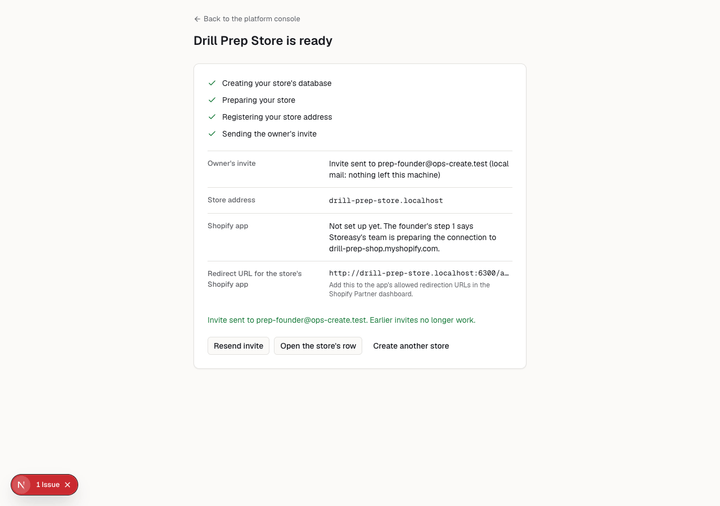 ← Back to the platform console
Drill Prep Store is ready
Creating your store's database
Preparing your store
Registering your store address
Sending the owner's invite
Owner's invite
Invite sent to prep-founder@ops-create.test (local
mail: nothing left this machine)
Store address
drill-prep-store.localhost
Shopify app
Not set up yet. The founder's step 1 says
Storeasy's team is preparing the connection to
drill-prep-shop.myshopify.com.
Redirect URL for the store's
Shopify app
http://drill-prep-store.localhost:6300/a…
Add this to the app's allowed redirection URLs in the
Shopify Partner dashboard.
Invite sent to prep-founder@ops-create.test. Earlier invites no longer work.
Resend invite
Open the store's row
Create another store
N
1 Issue